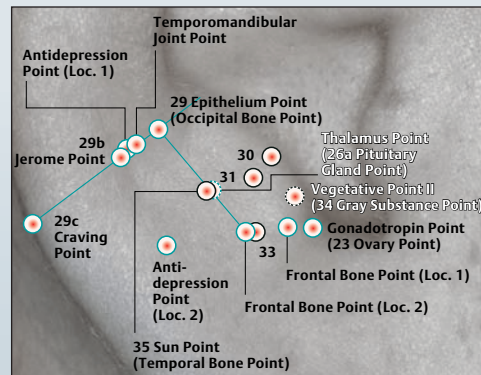 Temporomandibular
Joint Point
Antidepression
Point (Loc. 1)
29 Epithelium Point
(Occipital Bone Point)
29b
Jerome Point
Thalamus Point
(26a Pituitary
Gland Point)
30
31
Vegetative Point II
(34 Gray Substance Point)
29c
Craving
Point
Gonadotropin Point
(23 Ovary Point)
33
Anti-
depression
Point
(Loc. 2)
Frontal Bone Point (Loc. 1)
Frontal Bone Point (Loc. 2)
35 Sun Point
(Temporal Bone Point)